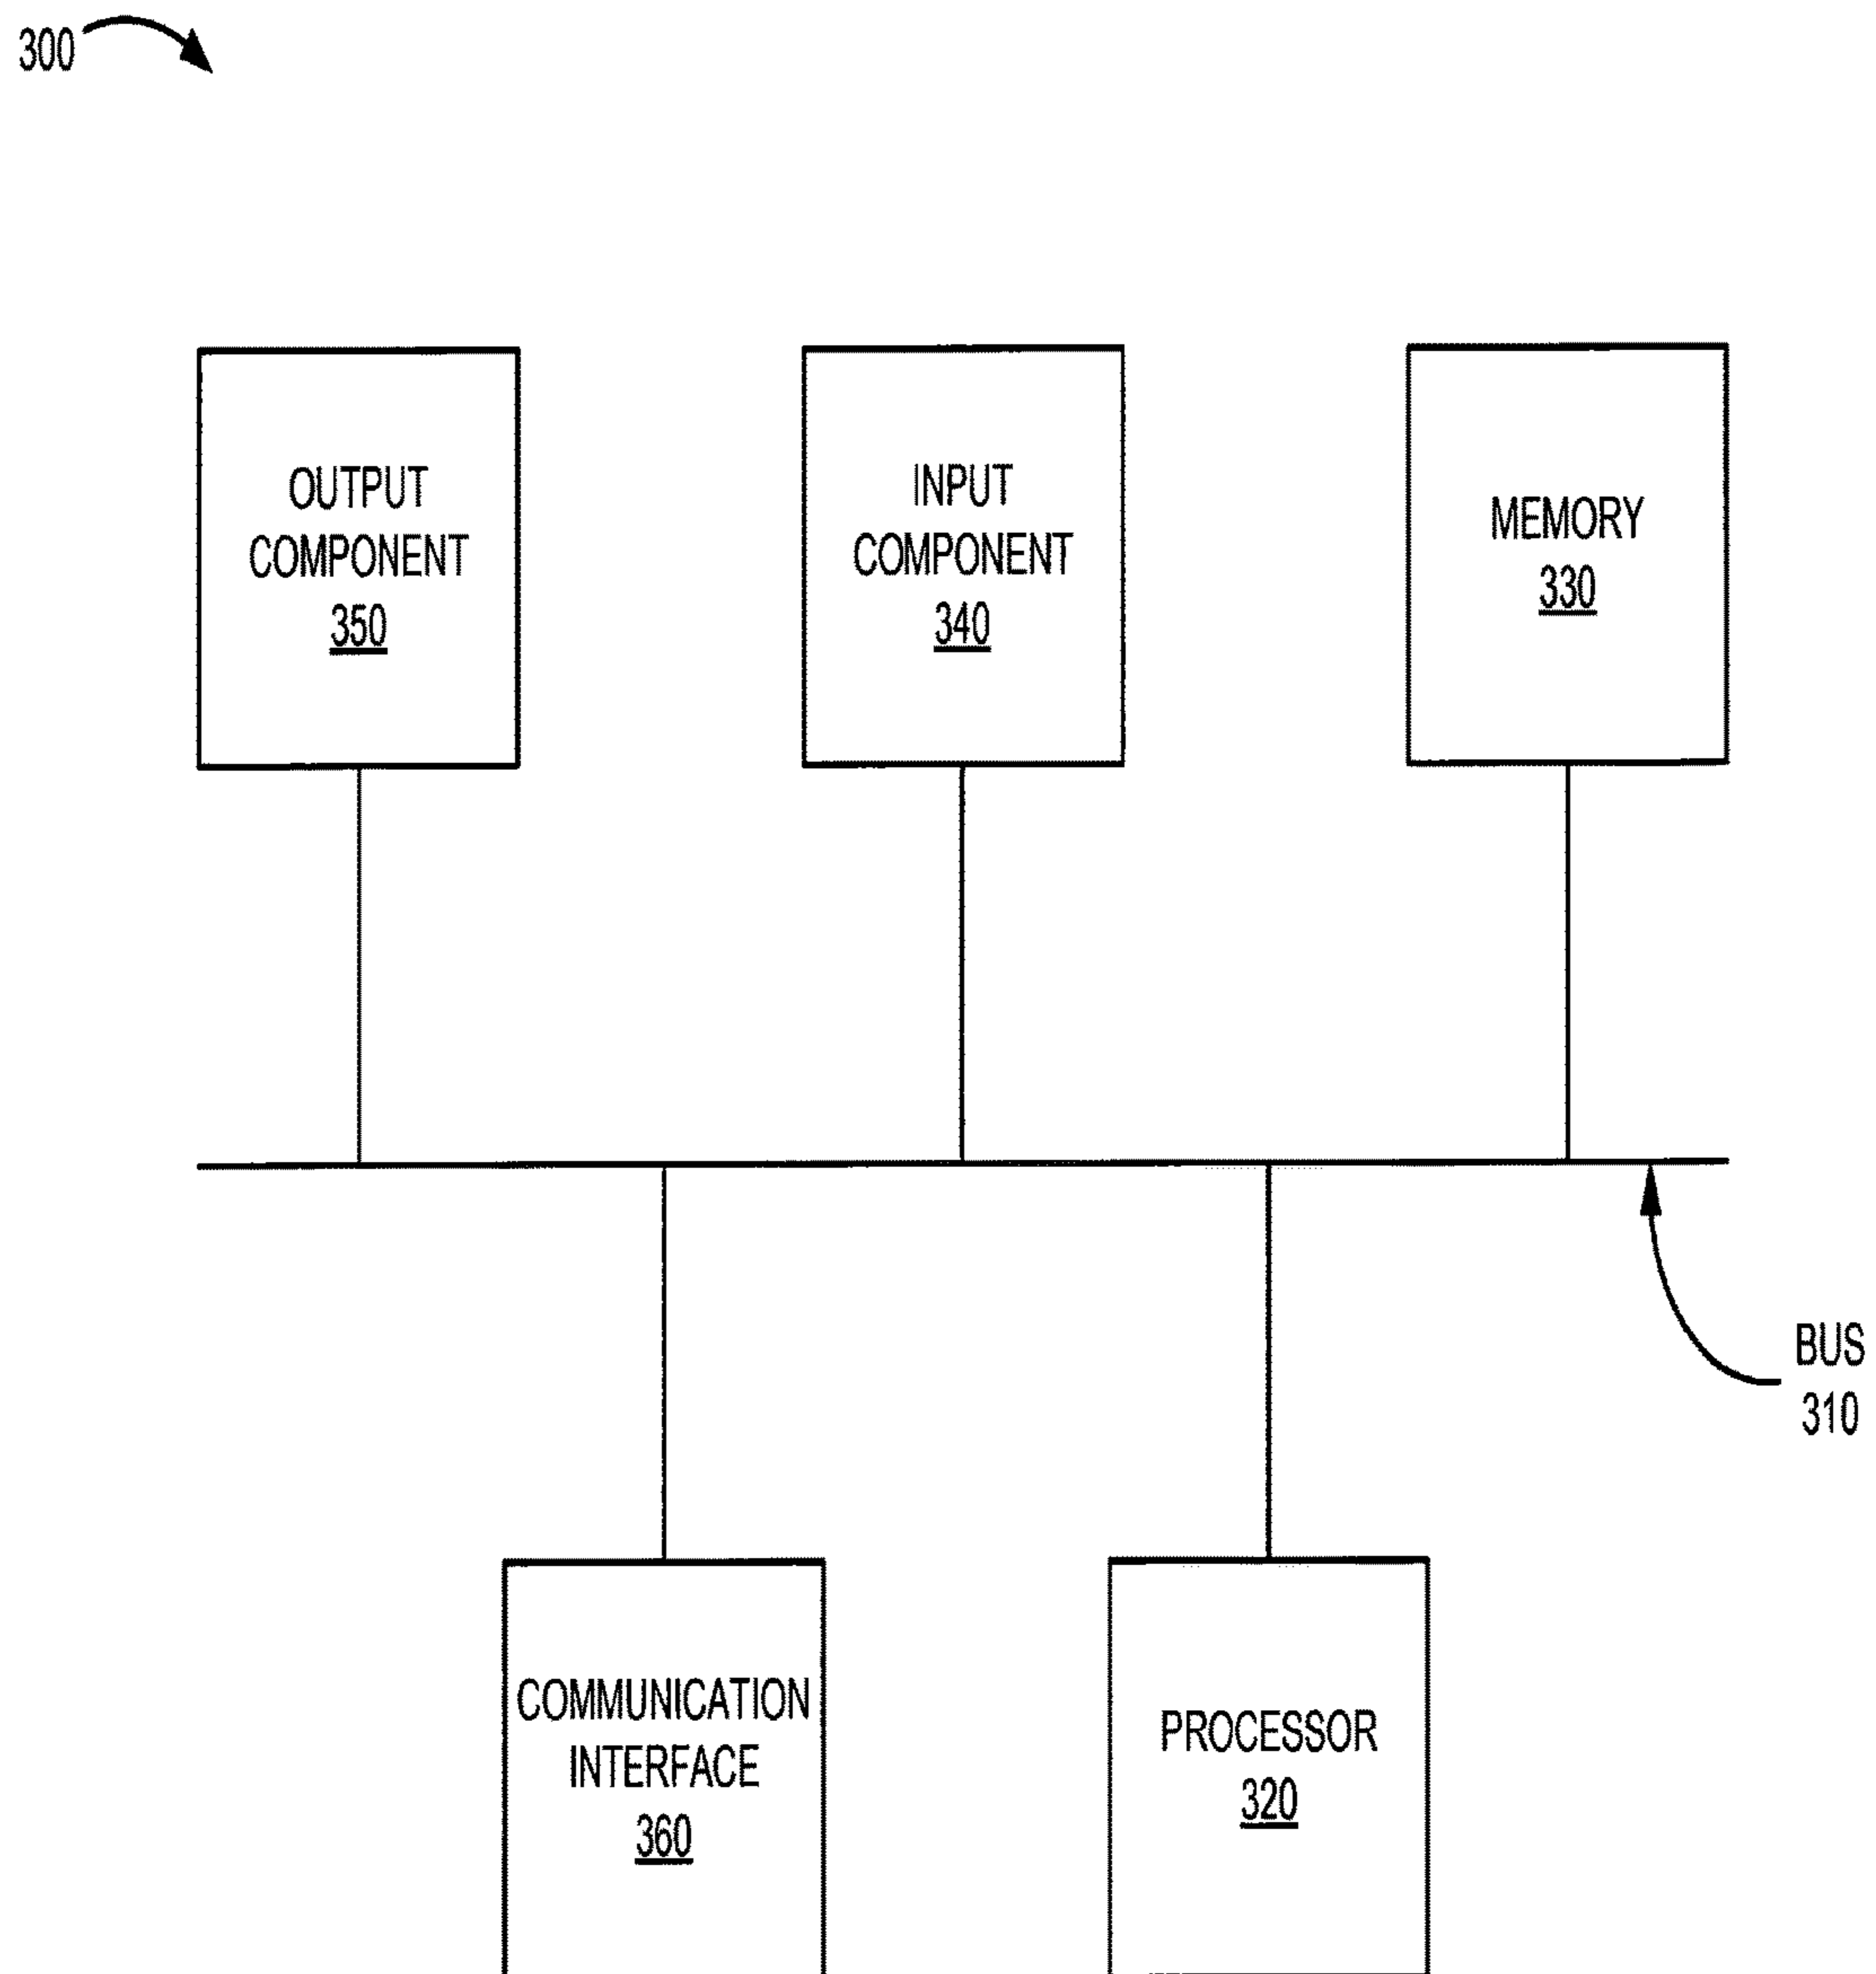 300
OUTPUT
COMPONENT
350
INPUT
COMPONENT
340
MEMORY
330
BUS
310
COMMUNICATION
INTERFACE
360
PROCESSOR
320